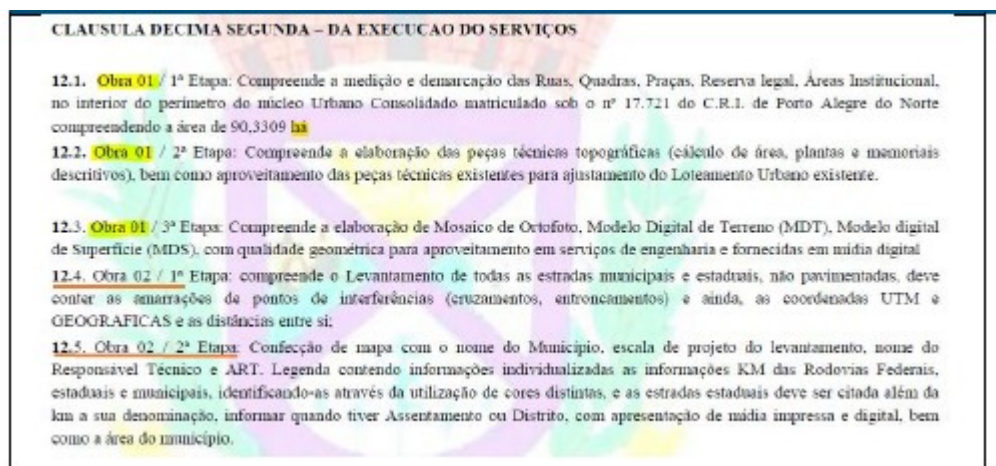 CLAUSULA DECIMA SEGUNDA – DA EXECUCAO DO SERVIÇOS
12.1. Obra 01 / 1ª Etapa: Compreende a medição e demarcação das Ruas, Quadras, Praças, Reserva legal, Áreas Institucional,
no interior do perímetro do núcleo Urbano Consolidado matriculado sob o nº 17.721 do C.R.I. de Porto Alegre do Norte
compreendendo a área de 90,3309 há
12.2. Obra 01 / 2ª Etapa: Compreende a elaboração das peças técnicas topográficas (cálculo de área, plantas e memoriais
descritivos), bem como aproveitamento das peças técnicas existentes para ajustamento do Loteamento Urbano existente.
12.3. Obra 01 / 3ª Etapa: Compreende a elaboração de Mosaico de Ortofoto, Modelo Digital de Terreno (MDT), Modelo digital
de Superfície (MDS), com qualidade geométrica para aproveitamento em serviços de engenharia e fornecidas em mídia digital
12.4. Obra 02 / 1ª Etapa: compreende o Levantamento de todas as estradas municipais e estaduais, não pavimentadas, deve
conter as amarrações de pontos de interferências (cruzamentos, entroncamentos) e ainda, as coordenadas UTM e
GEOGRAFICAS e as distâncias entre si;
12.5. Obra 02 / 2ª Etapa: Confecção de mapa com o nome do Município, escala de projeto do levantamento, nome do
Responsável Técnico e ART. Legenda contendo informações individualizadas as informações KM das Rodovias Federais,
estaduais e municipais, identificando-as através da utilização de cores distintas, e as estradas estaduais deve ser citada além da
km a sua denominação, informar quando tiver Assentamento ou Distrito, com apresentação de mídia impressa e digital, bem
como a área do município.